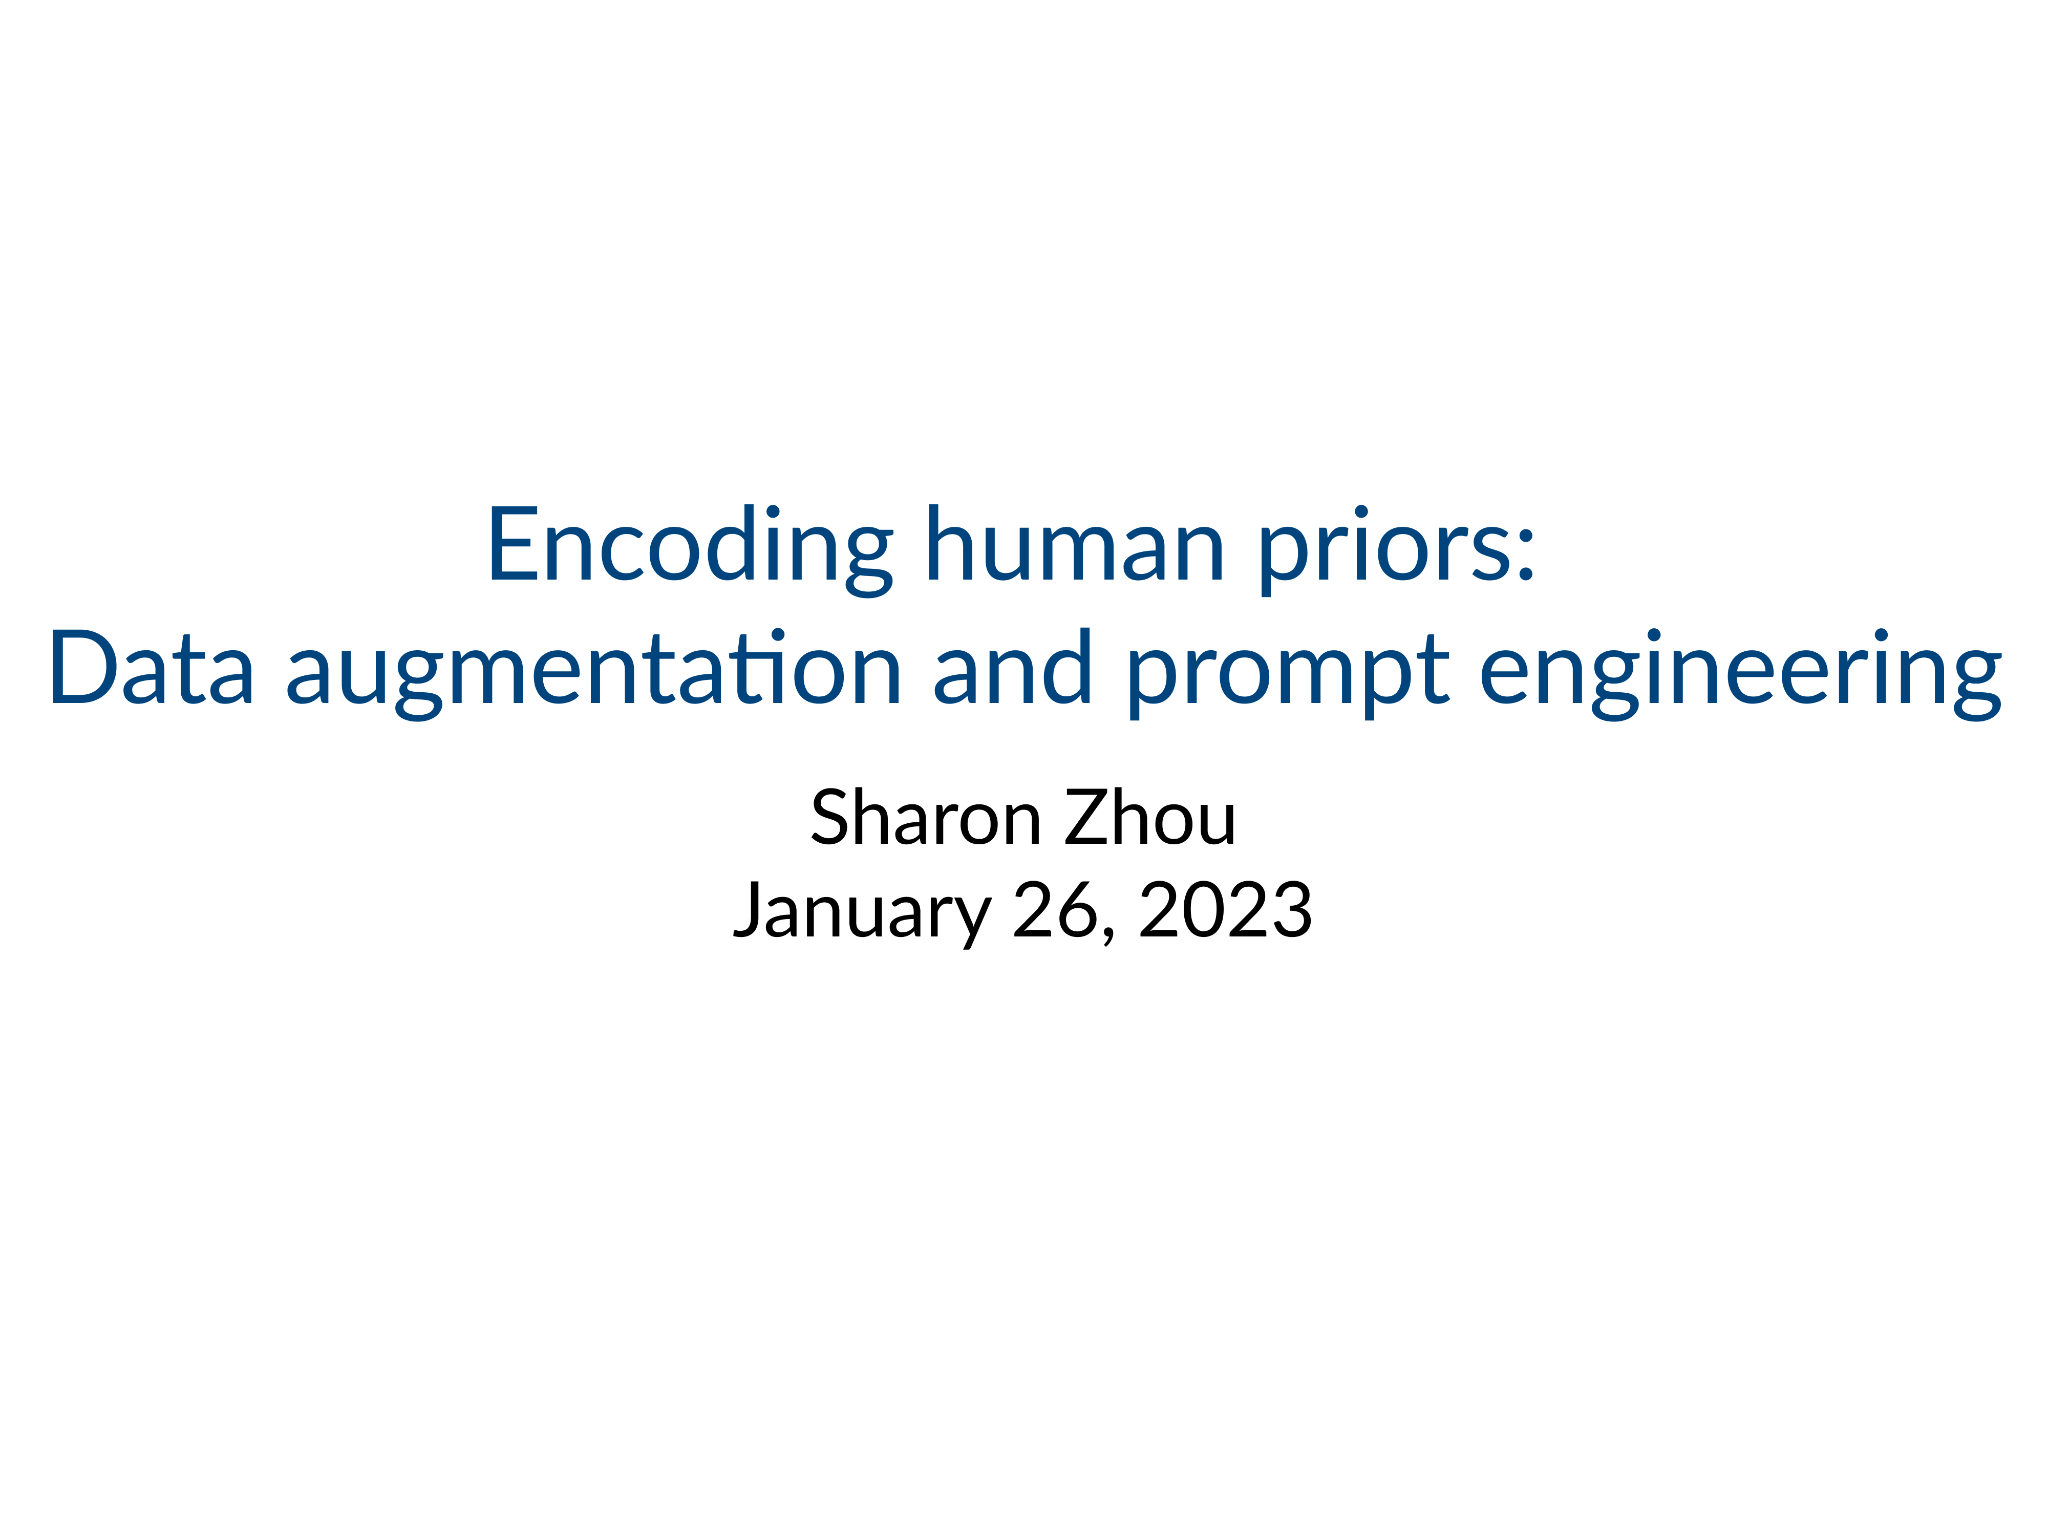 Encoding human priors:
Data augmentation and prompt engineering
Sharon Zhou
January 26, 2023